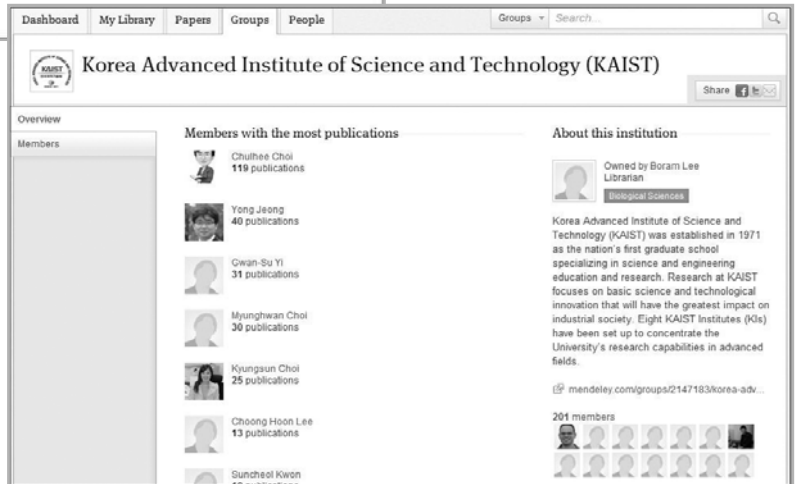 Dashboard My Library Papers Groups People
Groups Search...
KAIST
Korea Advanced Institute of Science and Technology (KAIST)
Share
Overview
Members
Members with the most publications
Chulhee Choi
119 publications
Yong Jeong
40 publications
Gwan-Su Yi
31 publications
Myunghwan Choi
30 publications
Kyungsun Choi
25 publications
Choong Hoon Lee
13 publications
Suncheol Kwon
About this institution
Owned by Boram Lee
Librarian
Biological Sciences
Korea Advanced Institute of Science and
Technology (KAIST) was established in 1971
as the nation's first graduate school
specializing in science and engineering
education and research. Research at KAIST
focuses on basic science and technological
innovation that will have the greatest impact on
industrial society. Eight KAIST Institutes (KIs)
have been set up to concentrate the
University's research capabilities in advanced
fields.
mendeley.com/groups/2147183/korea-adv...
201 members